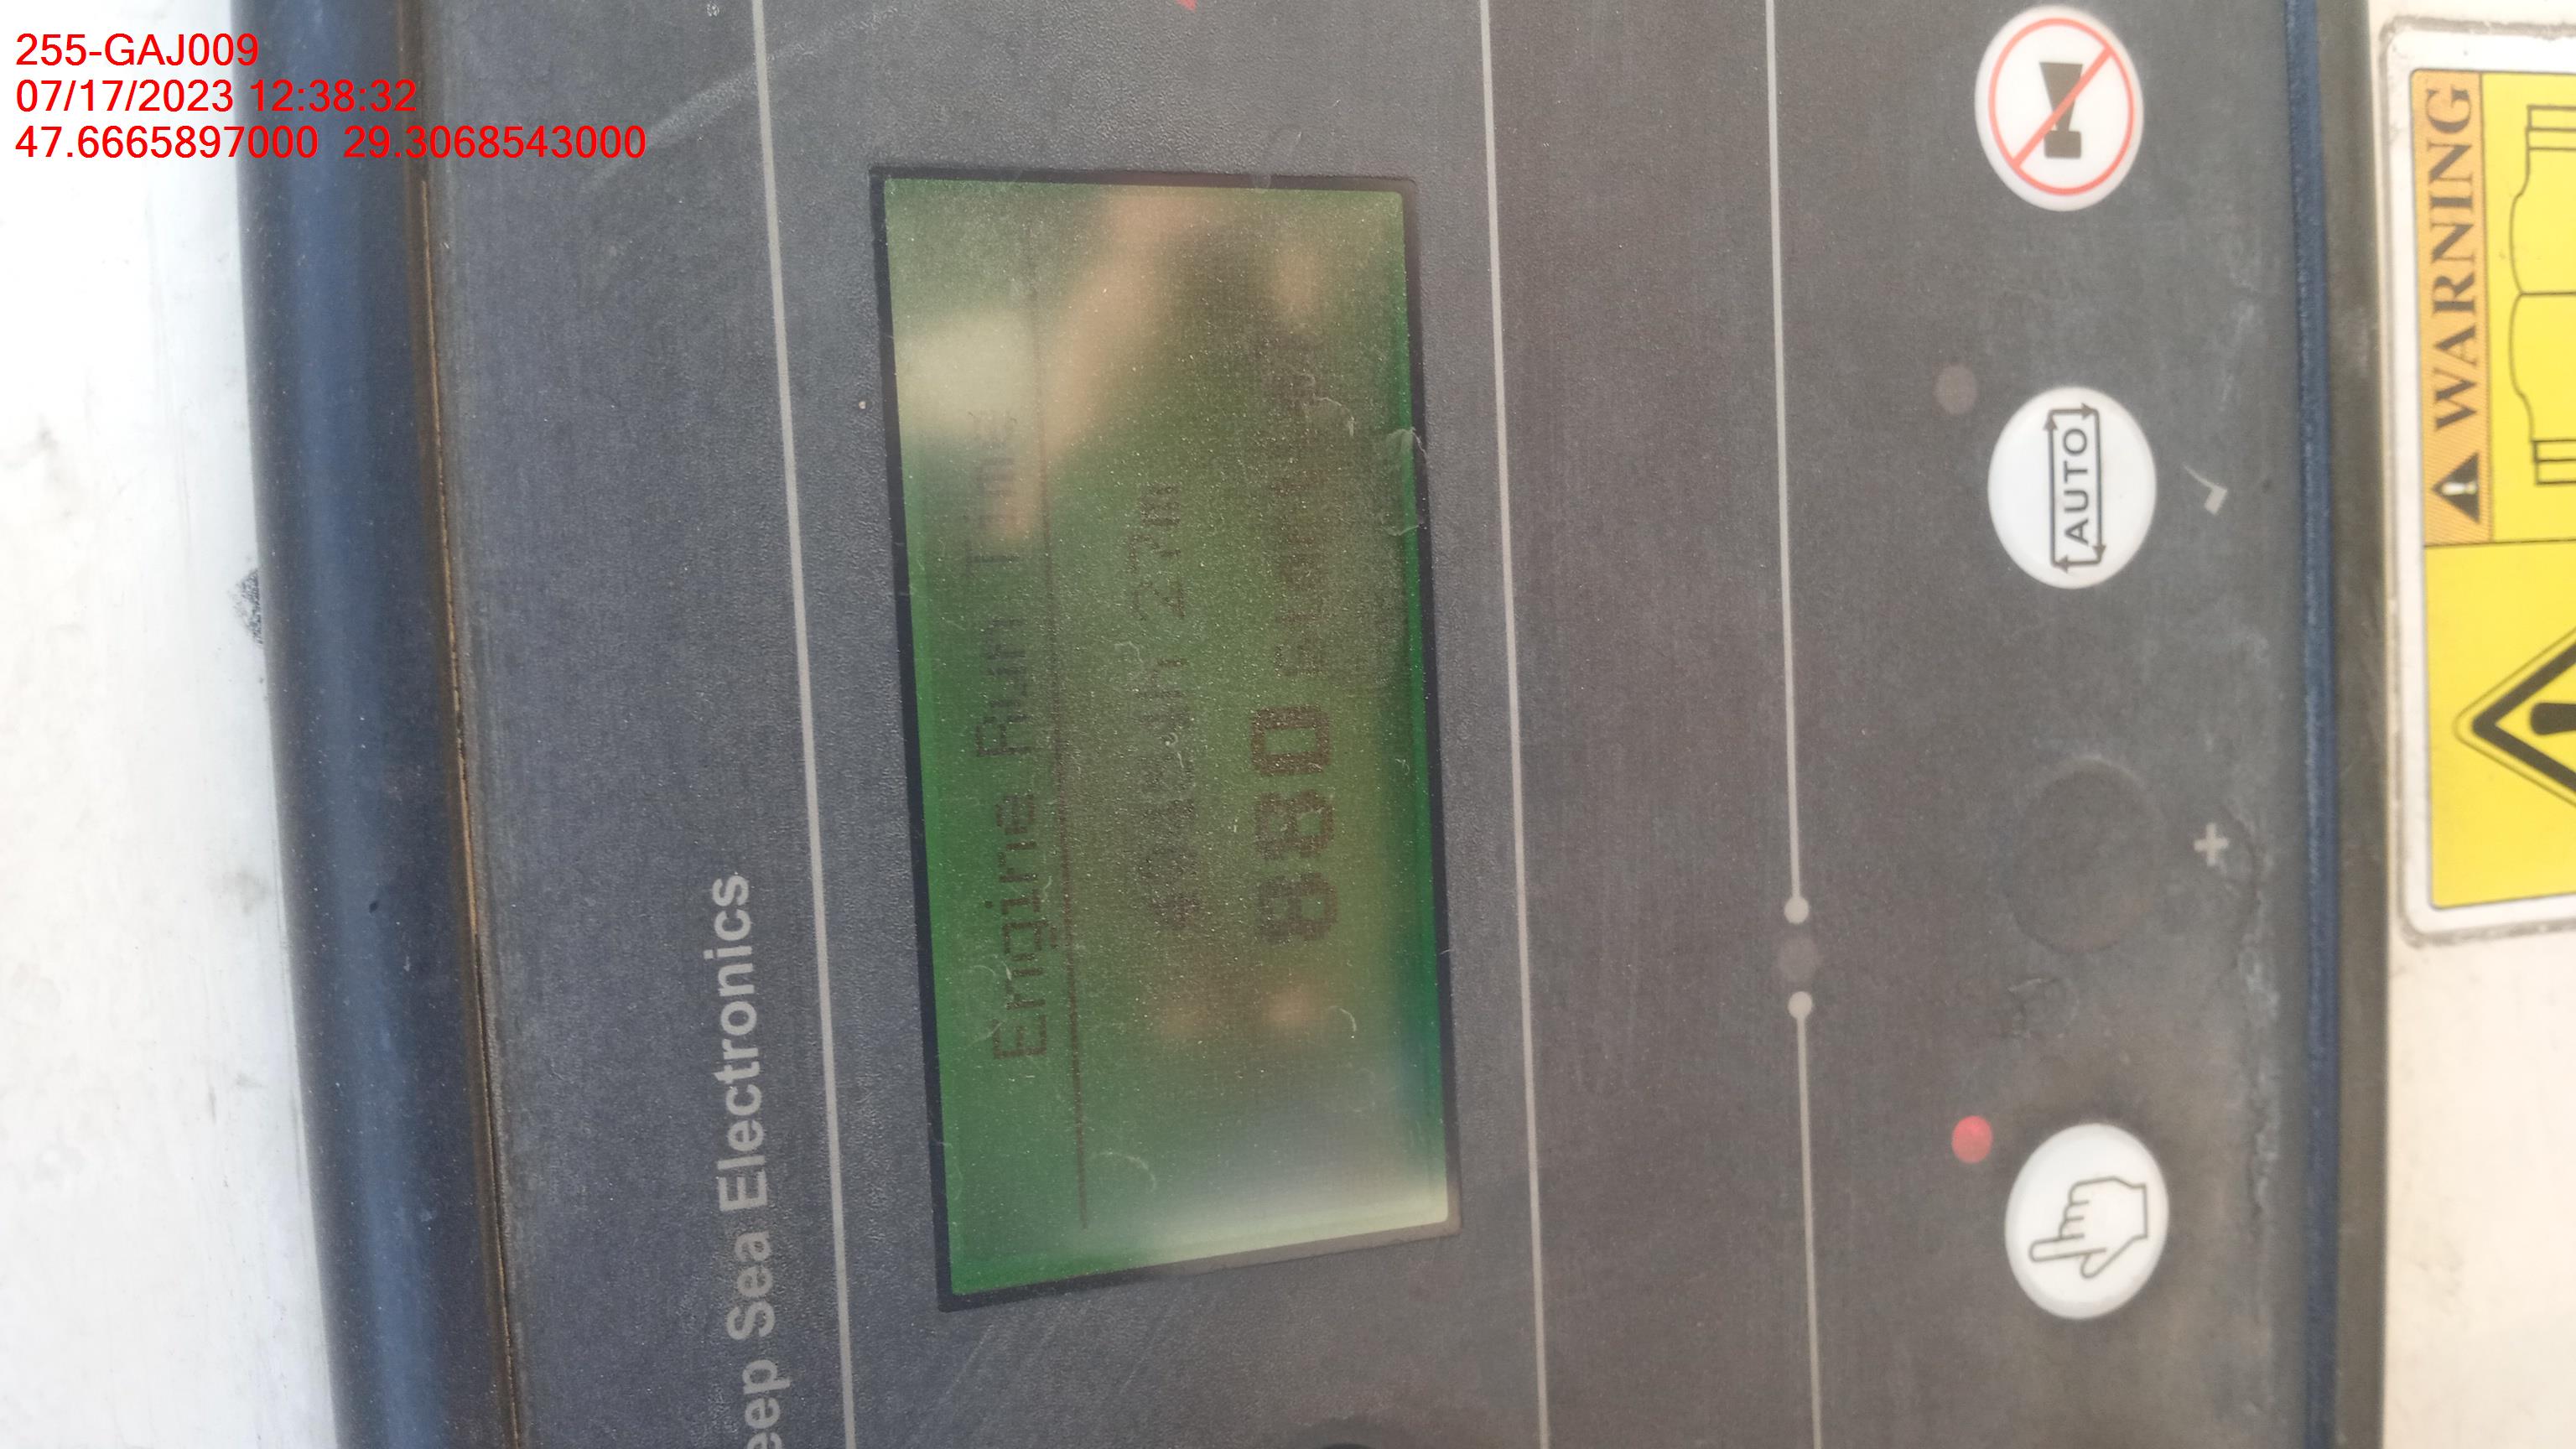 255-GAJ009
07/17/2023 12:38:32
47.6665897000 29.3068543000
eep Sea Electronics
Engine Run Time
27m
880 Starts
AUTO
+
WARNING